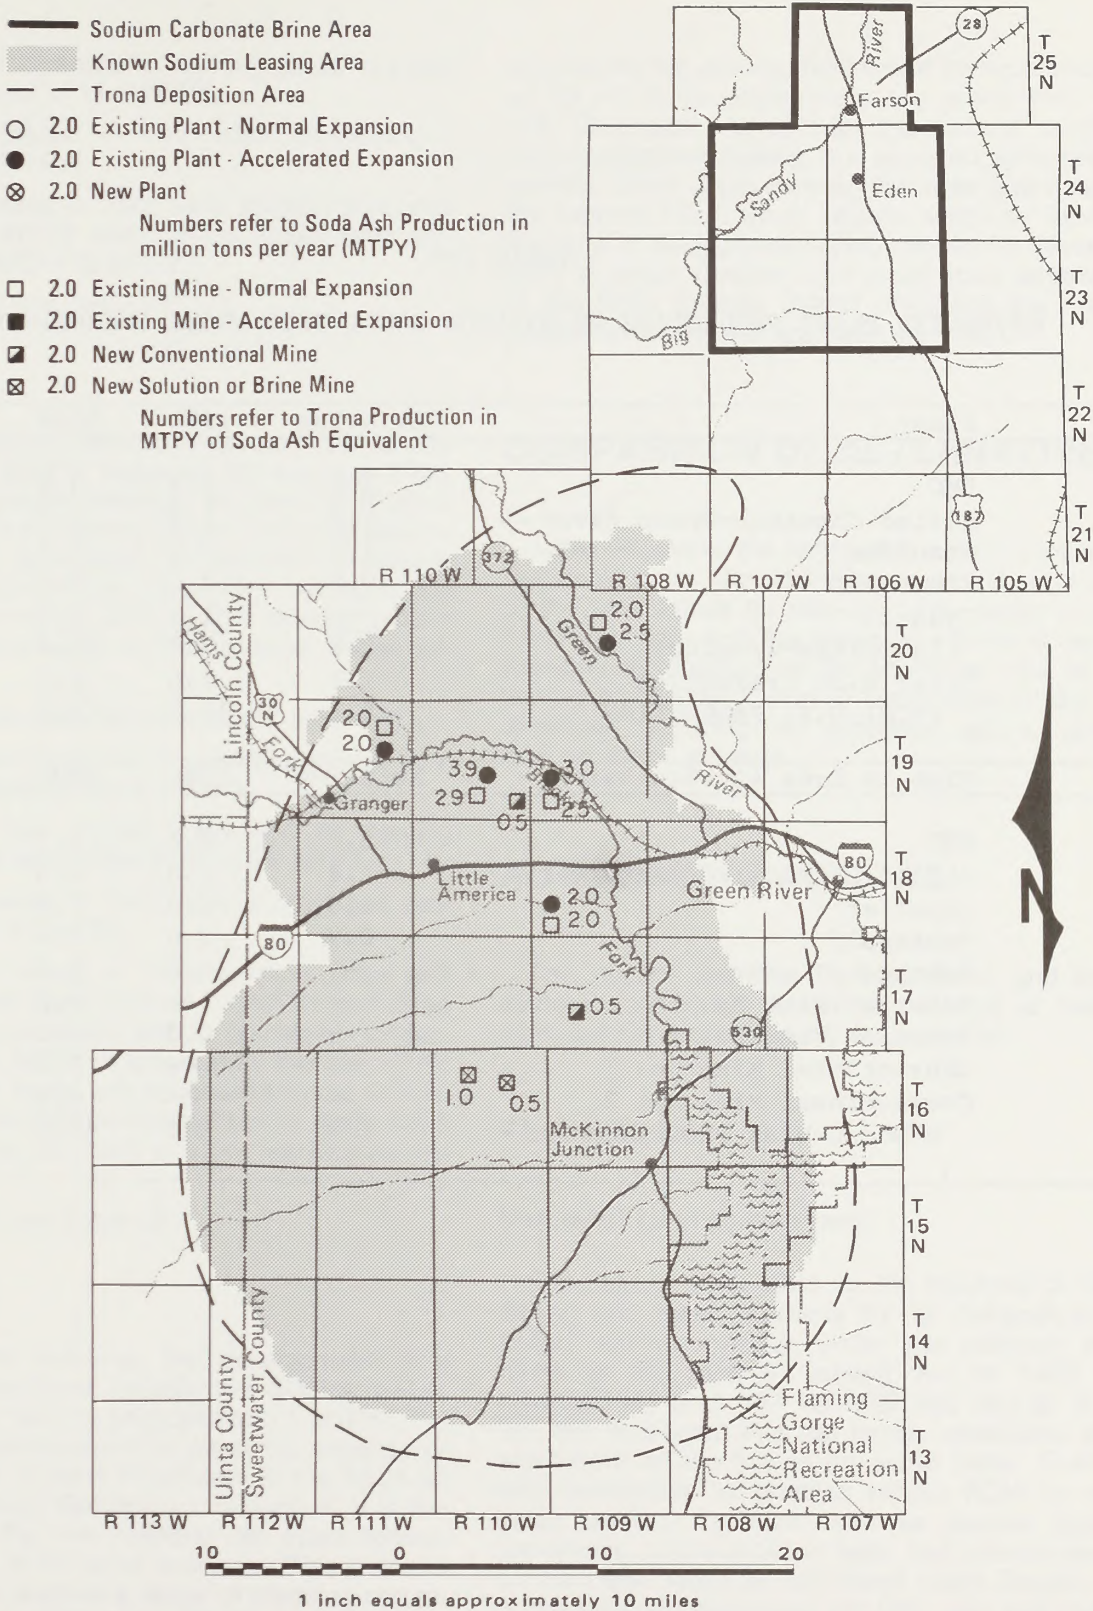 Sodium Carbonate Brine Area
Known Sodium Leasing Area
Trona Deposition Area
2.0 Existing Plant - Normal Expansion
2.0 Existing Plant - Accelerated Expansion
2.0 New Plant
Numbers refer to Soda Ash Production in
million tons per year (MTPY)
2.0 Existing Mine - Normal Expansion
2.0 Existing Mine - Accelerated Expansion
2.0 New Conventional Mine
2.0 New Solution or Brine Mine
Numbers refer to Trona Production in
MTPY of Soda Ash Equivalent
River
28
T
25
N
Farson
Sandy
Eden
T
24
N
T
23
N
Big
T
22
N
187
T
21
N
372
R 110 W
R 108 W
R 107 W
R 106 W
R 105 W
Hams
Lincoln County
Green
2.0
2.5
T
20
N
30
N
Fork
2.0
2.0
T
19
N
3.9
3.0
2.9
0.5
2.5
River
Granger
Little
America
Green River
80
T
18
N
2.0
2.0
80
Fork
T
17
N
0.5
530
1.0
0.5
T
16
N
McKinnon
Junction
T
15
N
T
14
N
Uinta County
Sweetwater County
Flaming
Gorge
National
Recreation
Area
T
13
N
N
R 113 W
R 112 W
R 111 W
R 110 W
R 109 W
R 108 W
R 107 W
10
0
10
20
1 inch equals approximately 10 miles